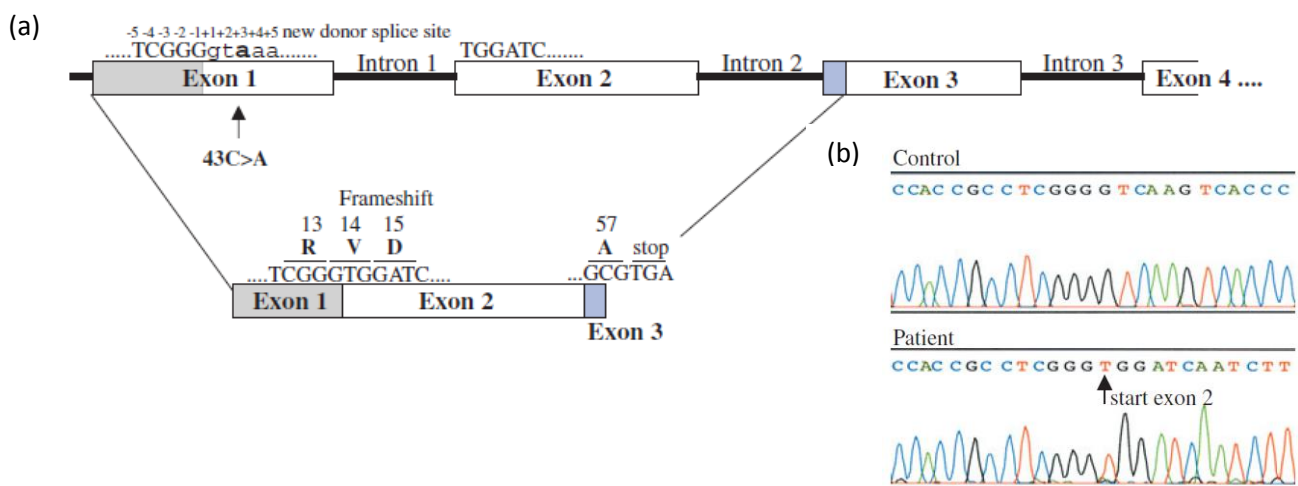 (a)
-5 -4 -3 -2 -1+1+2+3+4+5 new donor splice site
.....TCGGGgtaaa.......
TGGATC.......
Exon 1
Intron 1
Exon 2
Intron 2
Exon 3
Intron 3
Exon 4 ....
43C>A
Frameshift
13 14 15 57
R V D A stop
....TCGGGTGGATC....
...GCGTGA
Exon 1
Exon 2
Exon 3
(b)
Control
CCACCGCCTCGGGGTCAAGTCACCC
Patient
CCACCGCCTCGGGTGGATCAATCTT
start exon 2